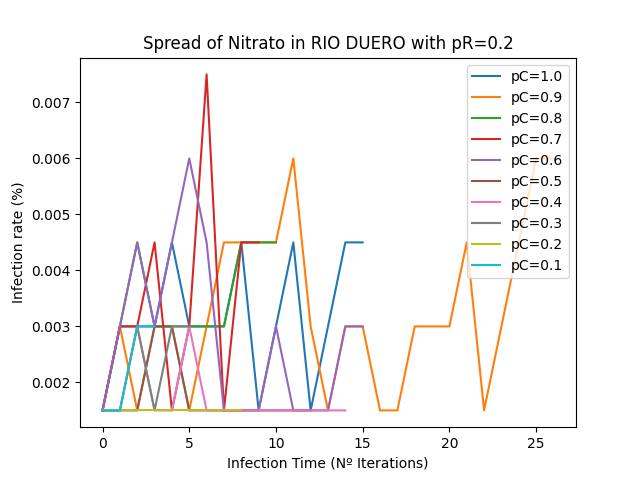 Spread of Nitrato in RIO DUERO with pR=0.2
Infection rate (%)
0.007
0.006
0.005
0.004
0.003
0.002
0
5
10
15
20
25
Infection Time (Nº Iterations)
pC=1.0
pC=0.9
pC=0.8
pC=0.7
pC=0.6
pC=0.5
pC=0.4
pC=0.3
pC=0.2
pC=0.1